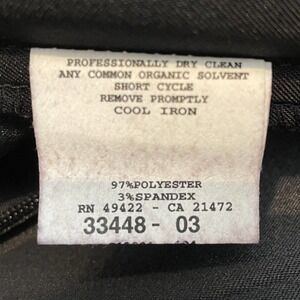 PROFESSIONALLY DRY CLEAN
ANY COMMON ORGANIC SOLVENT
SHORT CYCLE
REMOVE PROMPTLY
COOL IRON
97%POLYESTER
3%SPANDEX
RN 49422 - CA 21472
33448 - 03